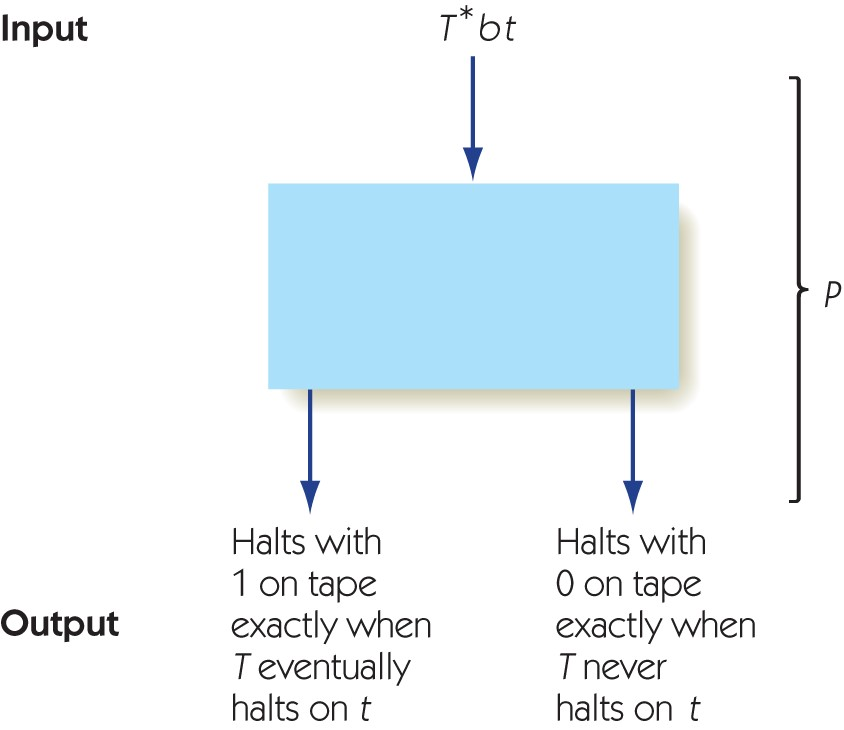 Input
T*bt
P
Halts with
1 on tape
exactly when
T eventually
halts on t
Halts with
0 on tape
exactly when
T never
halts on t
Output